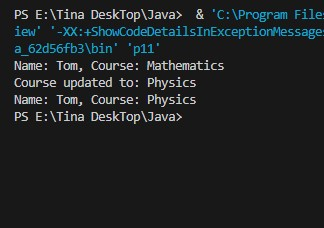 PS E:\Tina DeskTop\Java>  & 'C:\Program Files
iew' '-XX:+ShowCodeDetailsInExceptionMessages
a_62d56fb3\bin' 'p11'
Name: Tom, Course: Mathematics
Course updated to: Physics
Name: Tom, Course: Physics
PS E:\Tina DeskTop\Java>